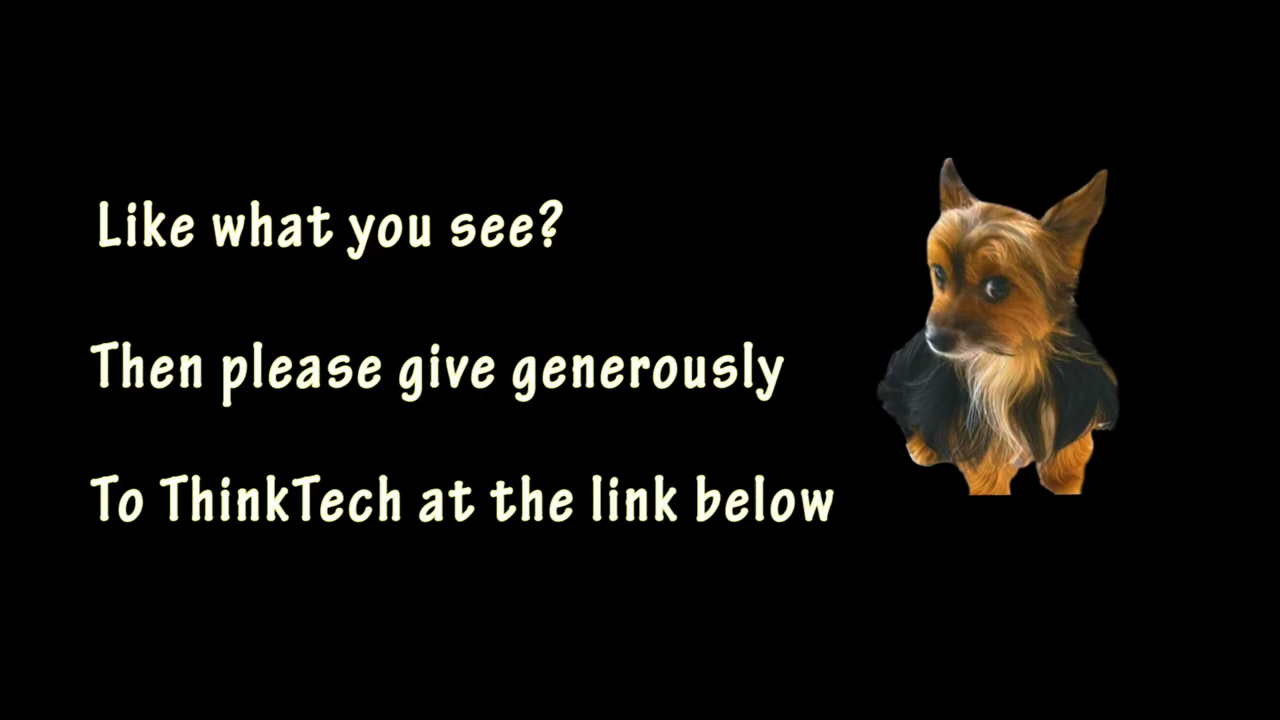 Like what you see?
Then please give generously
To ThinkTech at the link below